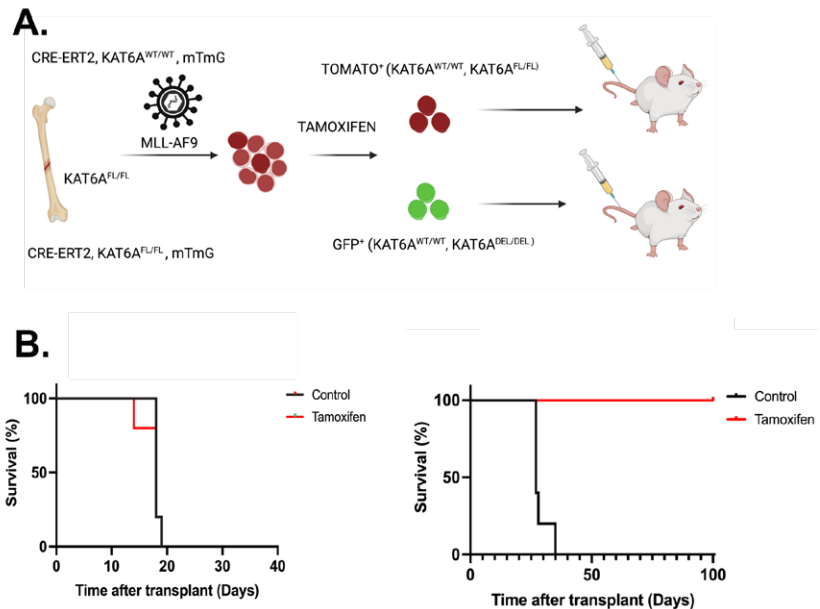 A.
CRE-ERT2, KAT6A^WT/WT, mTmG
MLL-AF9
KAT6A^FL/FL
CRE-ERT2, KAT6A^FL/FL, mTmG
TAMOXIFEN
TOMATO⁺ (KAT6A^WT/WT, KAT6A^FL/FL)
GFP⁺ (KAT6A^WT/WT, KAT6A^DEL/DEL)
B.
Survival (%)
100
50
0
0 10 20 30 40
Time after transplant (Days)
Control
Tamoxifen
Survival (%)
100
50
0
0 50 100
Time after transplant (Days)
Control
Tamoxifen